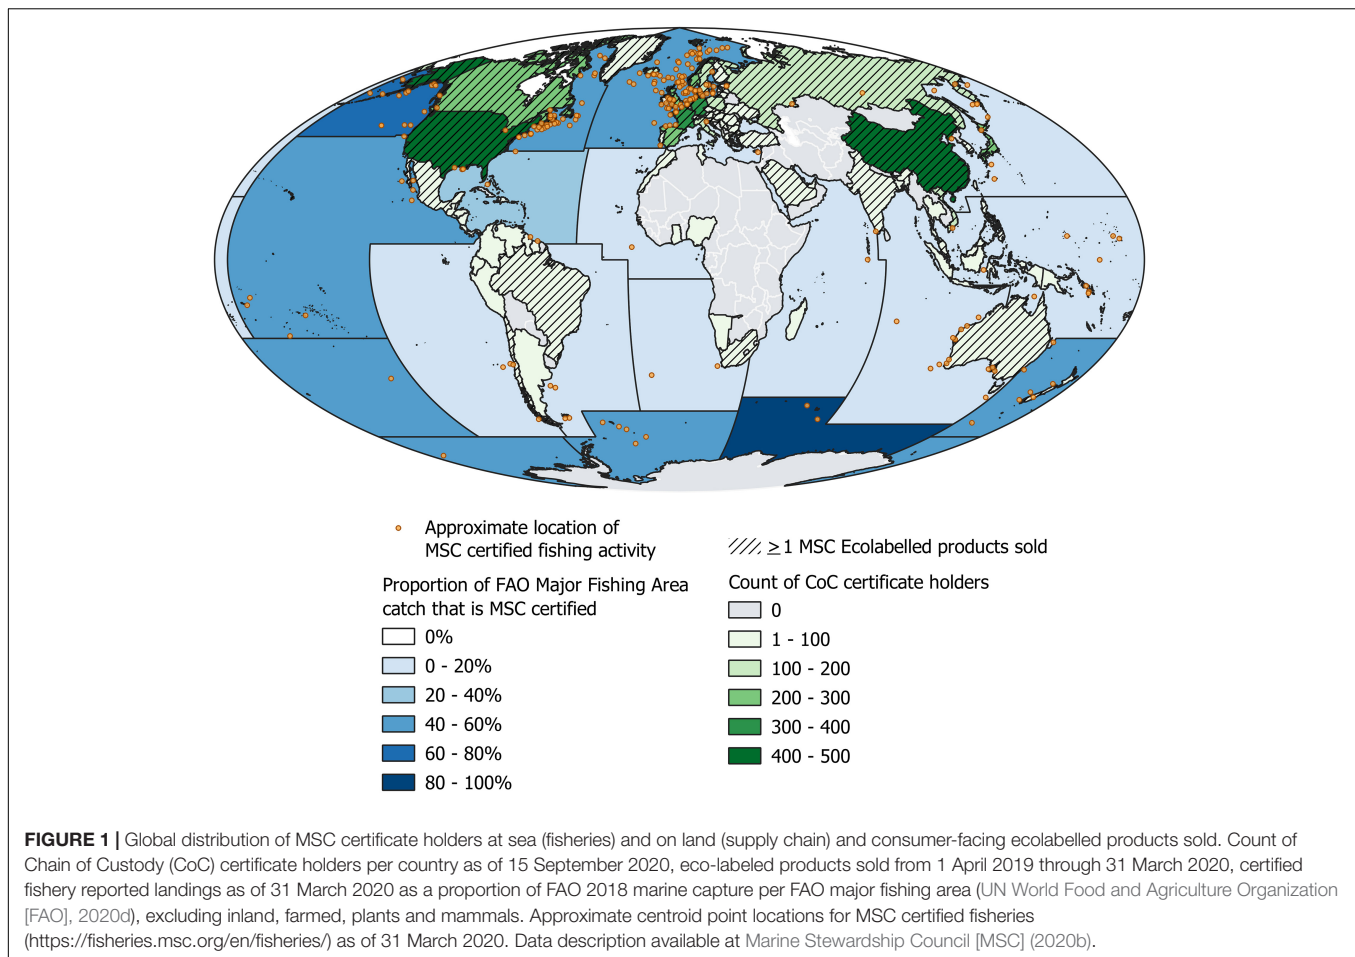 Approximate location of
MSC certified fishing activity
Proportion of FAO Major Fishing Area
catch that is MSC certified
0%
0 - 20%
20 - 40%
40 - 60%
60 - 80%
80 - 100%
≥1 MSC Ecolabelled products sold
Count of CoC certificate holders
0
1 - 100
100 - 200
200 - 300
300 - 400
400 - 500
FIGURE 1 | Global distribution of MSC certificate holders at sea (fisheries) and on land (supply chain) and consumer-facing ecolabelled products sold. Count of
Chain of Custody (CoC) certificate holders per country as of 15 September 2020, eco-labeled products sold from 1 April 2019 through 31 March 2020, certified
fishery reported landings as of 31 March 2020 as a proportion of FAO 2018 marine capture per FAO major fishing area (UN World Food and Agriculture Organization
[FAO], 2020d), excluding inland, farmed, plants and mammals. Approximate centroid point locations for MSC certified fisheries
(https://fisheries.msc.org/en/fisheries/) as of 31 March 2020. Data description available at Marine Stewardship Council [MSC] (2020b).